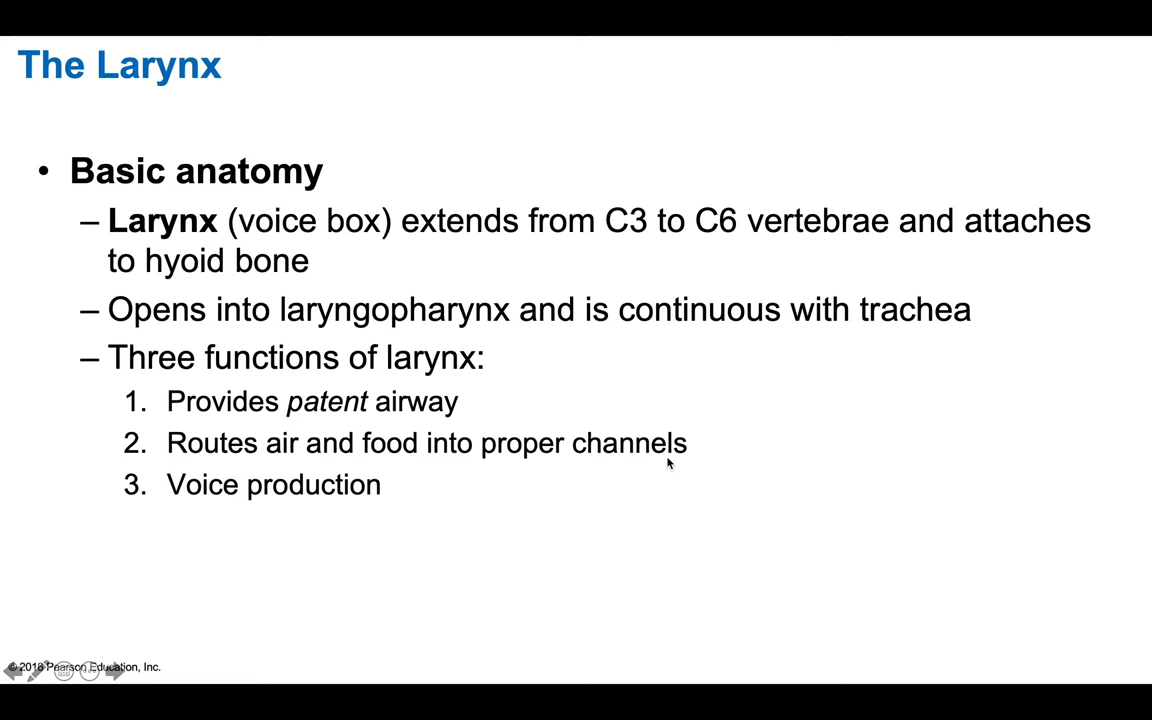 The Larynx
• Basic anatomy
– Larynx (voice box) extends from C3 to C6 vertebrae and attaches
to hyoid bone
– Opens into laryngopharynx and is continuous with trachea
– Three functions of larynx:
1. Provides patent airway
2. Routes air and food into proper channels
3. Voice production
© 2016 Pearson Education, Inc.